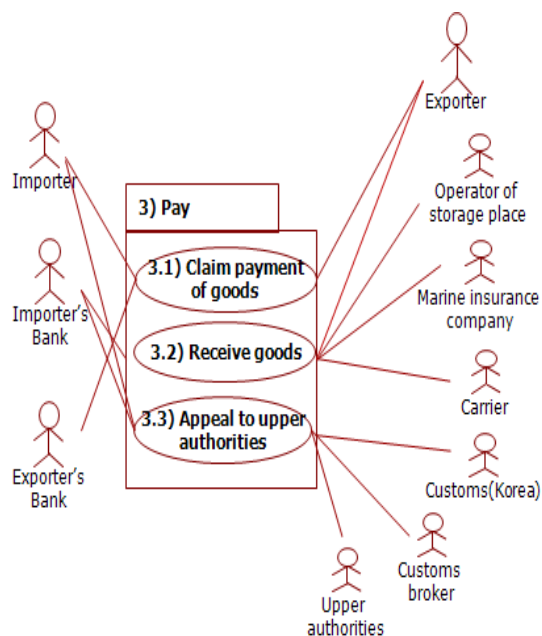 Exporter
Importer
Operator of
storage place
3) Pay
3.1) Claim payment
of goods
Importer's
Bank
Marine insurance
company
3.2) Receive goods
Carrier
3.3) Appeal to upper
authorities
Exporter's
Bank
Customs(Korea)
Customs
broker
Upper
authorities